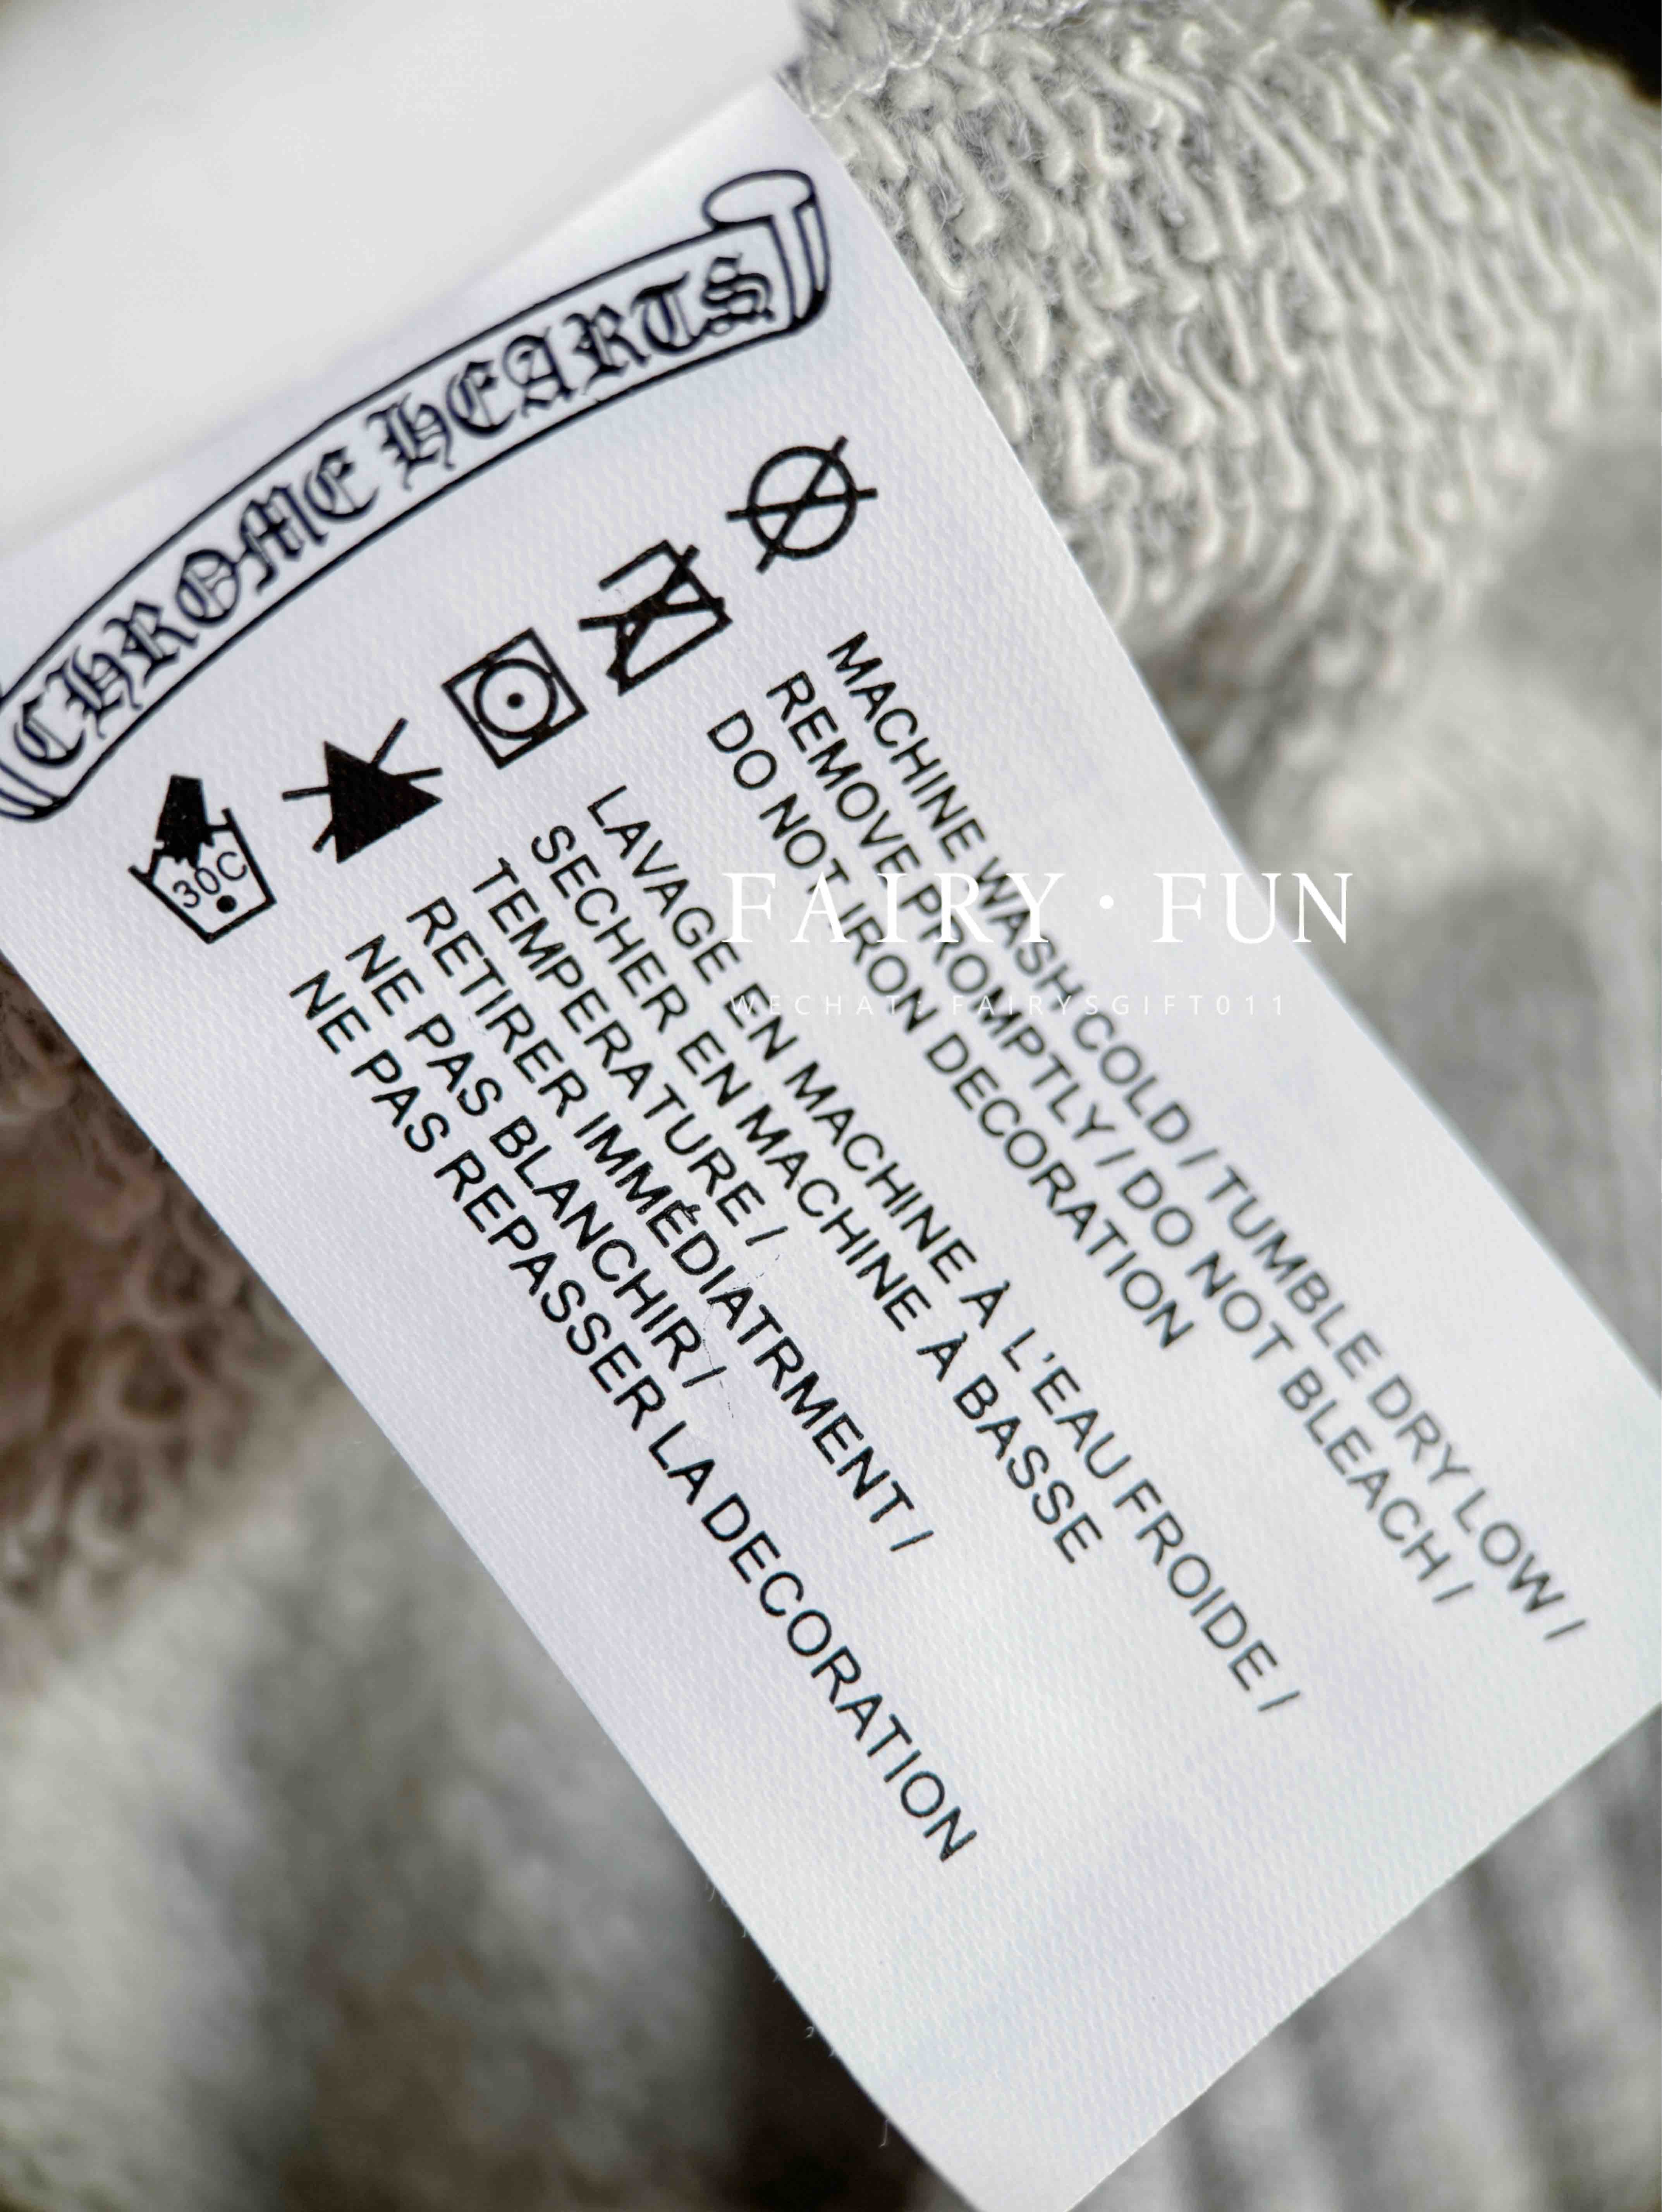 CHROME HEARTS
30C
MACHINE WASH COLD / TUMBLE DRY LOW /
REMOVE PROMPTLY / DO NOT BLEACH /
DO NOT IRON DECORATION
LAVAGE EN MACHINE À L'EAU FROIDE /
SECHER EN MACHINE À BASSE
TEMPERATURE /
RETIRER IMMÉDIATRMENT /
NE PAS BLANCHIR /
NE PAS REPASSER LA DECORATION
FAIRY · FUN
WECHAT: FAIRYSGIFT011